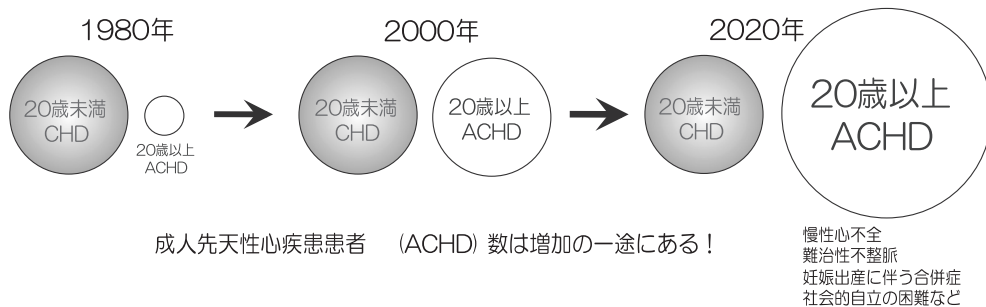 1980年
20歳未満
CHD
20歳以上
ACHD
2000年
20歳未満
CHD
20歳以上
ACHD
2020年
20歳未満
CHD
20歳以上
ACHD
成人先天性心疾患患者 (ACHD) 数は増加の一途にある!
慢性心不全
難治性不整脈
妊娠出産に伴う合併症
社会的自立の困難など